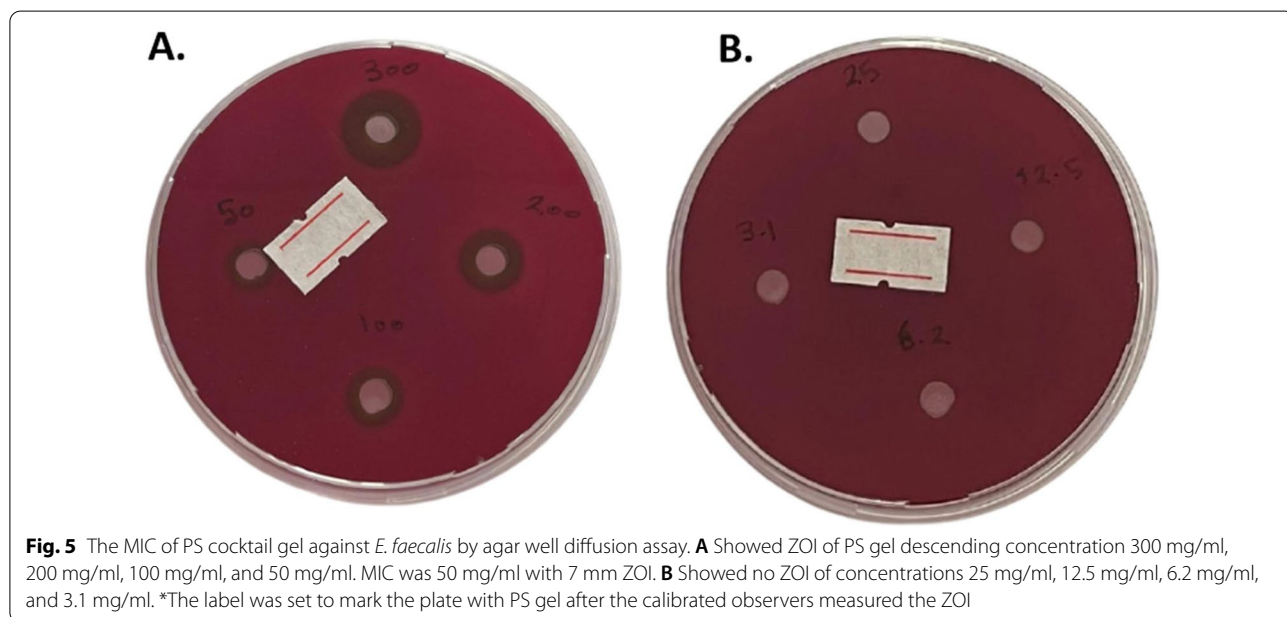 A.
B.
300
50
200
100
25
12.5
3.1
6.2
Fig. 5 The MIC of PS cocktail gel against E. faecalis by agar well diffusion assay. A Showed ZOI of PS gel descending concentration 300 mg/ml,
200 mg/ml, 100 mg/ml, and 50 mg/ml. MIC was 50 mg/ml with 7 mm ZOI. B Showed no ZOI of concentrations 25 mg/ml, 12.5 mg/ml, 6.2 mg/ml,
and 3.1 mg/ml. *The label was set to mark the plate with PS gel after the calibrated observers measured the ZOI